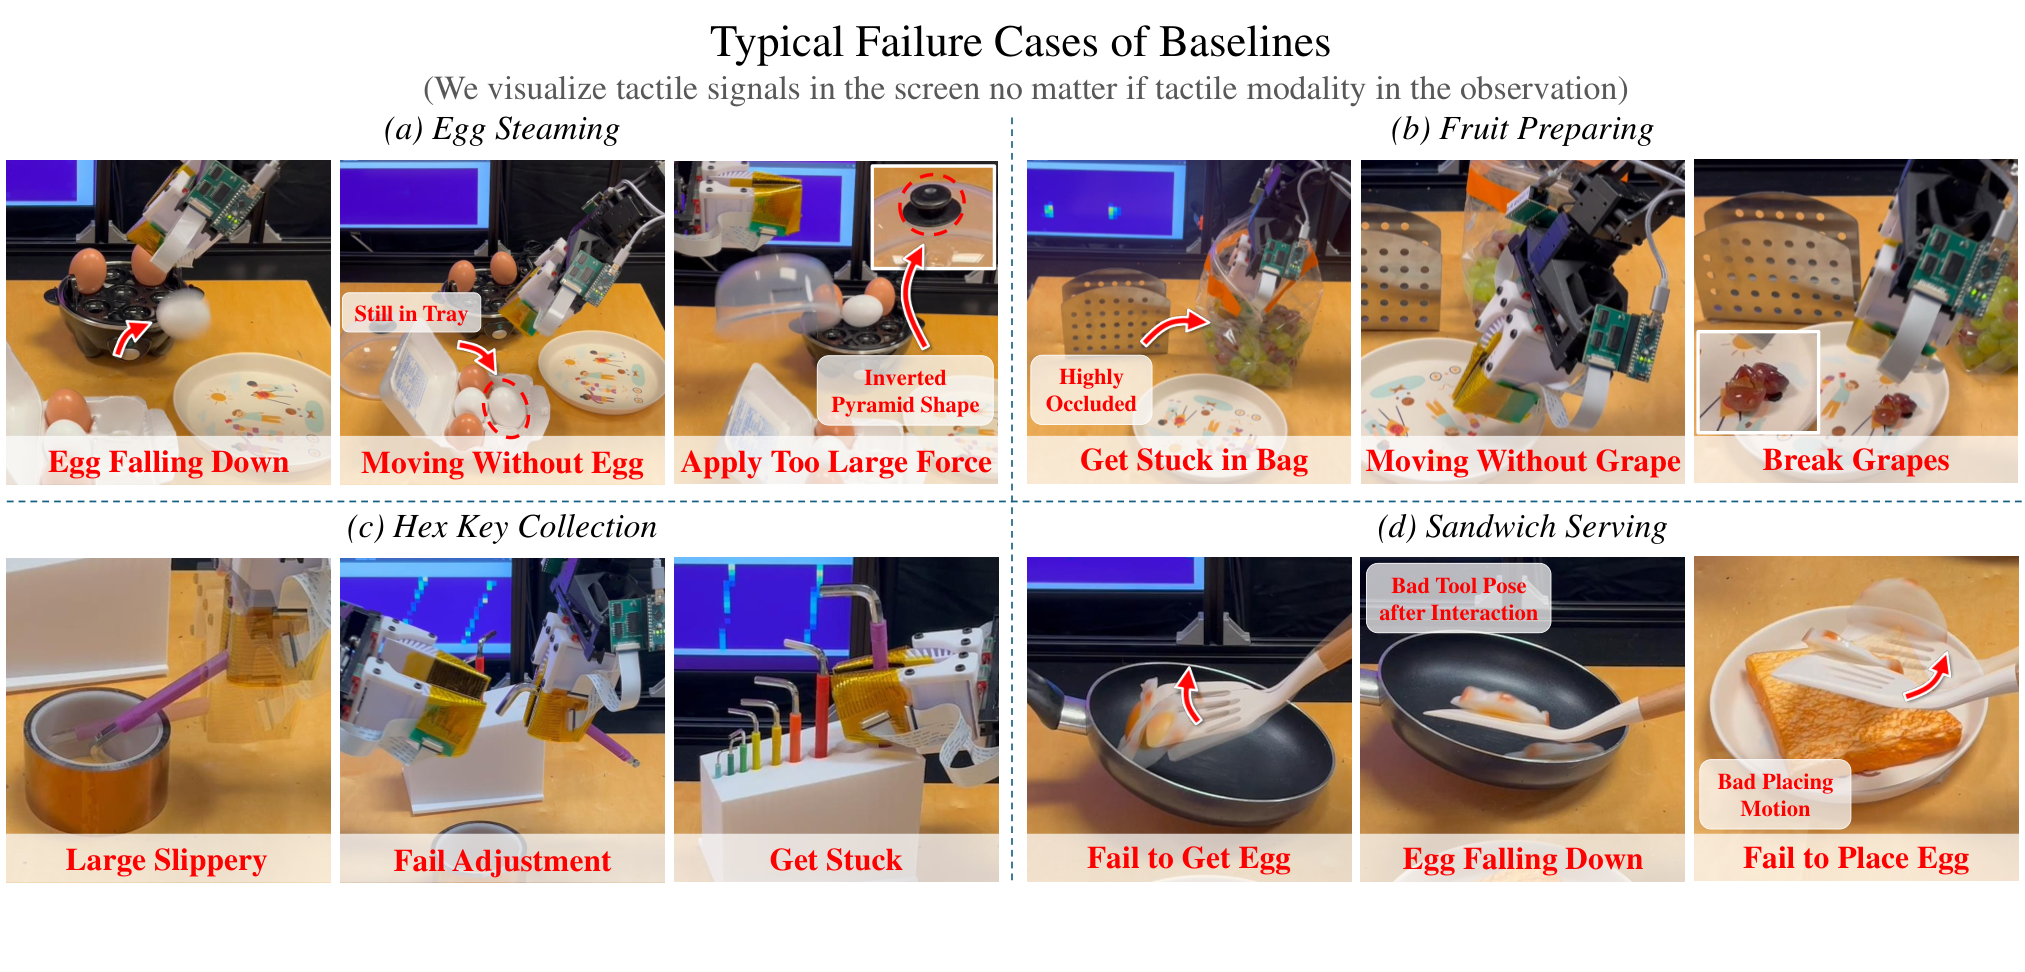 Typical Failure Cases of Baselines
(We visualize tactile signals in the screen no matter if tactile modality in the observation)
(a) Egg Steaming
Still in Tray
Inverted
Pyramid Shape
Egg Falling Down
Moving Without Egg
Apply Too Large Force
(b) Fruit Preparing
Highly
Occluded
Get Stuck in Bag
Moving Without Grape
Break Grapes
(c) Hex Key Collection
Large Slippery
Fail Adjustment
Get Stuck
(d) Sandwich Serving
Bad Tool Pose
after Interaction
Bad Placing
Motion
Fail to Get Egg
Egg Falling Down
Fail to Place Egg